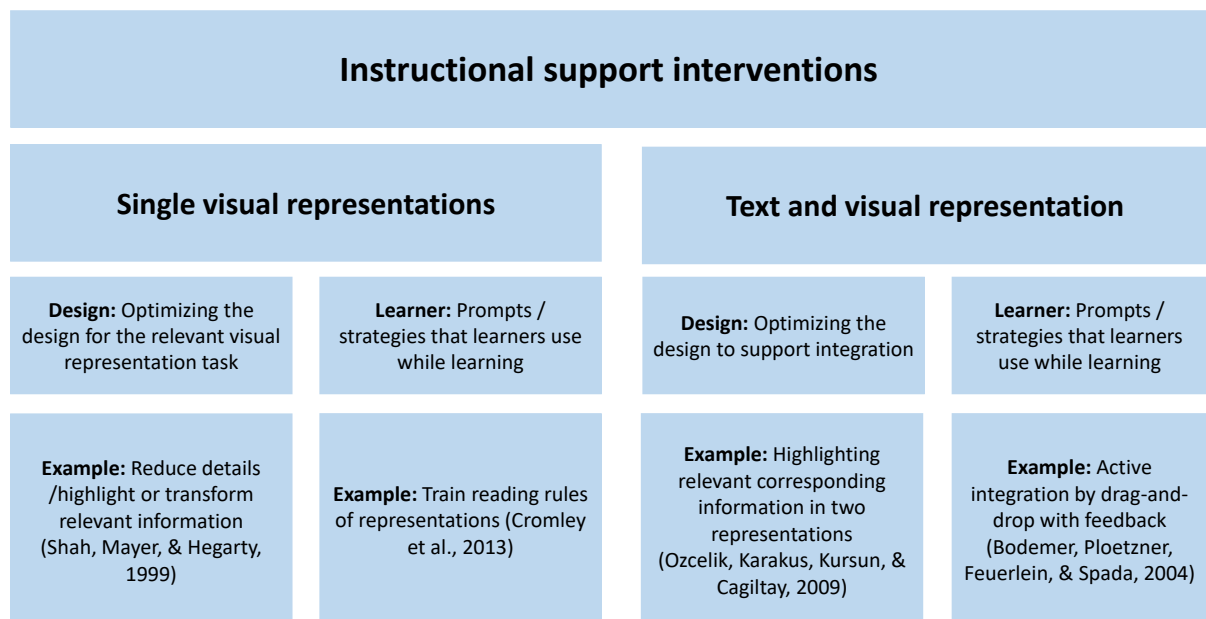 Instructional support interventions
Single visual representations
Text and visual representation
Design: Optimizing the
design for the relevant visual
representation task
Learner: Prompts /
strategies that learners use
while learning
Design: Optimizing the
design to support integration
Learner: Prompts /
strategies that learners
use while learning
Example: Reduce details
/highlight or transform
relevant information
(Shah, Mayer, & Hegarty,
1999)
Example: Train reading rules
of representations (Cromley
et al., 2013)
Example: Highlighting
relevant corresponding
information in two
representations
(Ozcelik, Karakus, Kursun, &
Cagiltay, 2009)
Example: Active
integration by drag-and-
drop with feedback
(Bodemer, Ploetzner,
Feuerlein, & Spada, 2004)